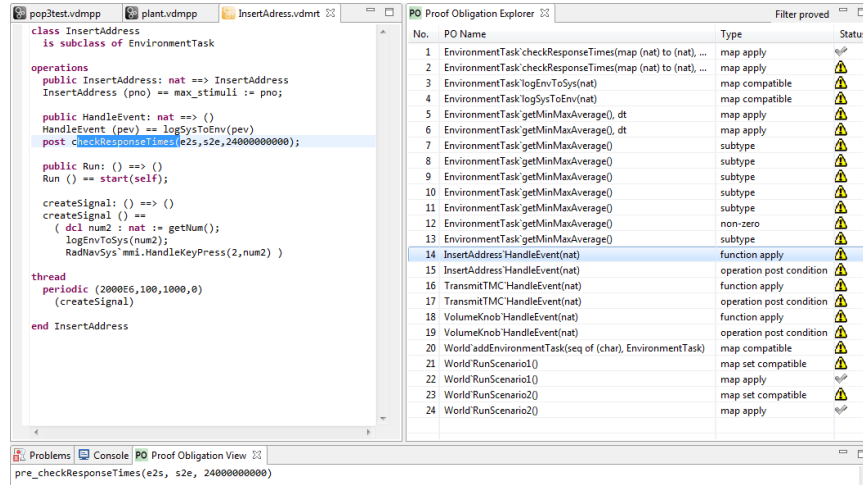 pop3test.vdmpp
plant.vdmpp
InsertAdress.vdmrt
class InsertAddress
is subclass of EnvironmentTask
operations
public InsertAddress: nat ==> InsertAddress
InsertAddress (pno) == max_stimuli := pno;
public HandleEvent: nat ==> ()
HandleEvent (pev) == logSysToEnv(pev)
post checkResponseTimes(e2s,s2e,24000000000);
public Run: () ==> ()
Run () == start(self);
createSignal: () ==> ()
createSignal () ==
( dcl num2 : nat := getNum();
logEnvToSys(num2);
RadNavSys`mmi.HandleKeyPress(2,num2) )
thread
periodic (2000E6,100,1000,0)
(createSignal)
end InsertAddress
PO Proof Obligation Explorer
Filter proved
No. PO Name Type Statu
1 EnvironmentTask`checkResponseTimes(map (nat) to (nat), ... map apply
2 EnvironmentTask`checkResponseTimes(map (nat) to (nat), ... map apply
3 EnvironmentTask`logEnvToSys(nat) map compatible
4 EnvironmentTask`logSysToEnv(nat) map compatible
5 EnvironmentTask`getMinMaxAverage(), dt map apply
6 EnvironmentTask`getMinMaxAverage(), dt map apply
7 EnvironmentTask`getMinMaxAverage() subtype
8 EnvironmentTask`getMinMaxAverage() subtype
9 EnvironmentTask`getMinMaxAverage() subtype
10 EnvironmentTask`getMinMaxAverage() subtype
11 EnvironmentTask`getMinMaxAverage() subtype
12 EnvironmentTask`getMinMaxAverage() non-zero
13 EnvironmentTask`getMinMaxAverage() subtype
14 InsertAddress`HandleEvent(nat) function apply
15 InsertAddress`HandleEvent(nat) operation post condition
16 TransmitTMC`HandleEvent(nat) function apply
17 TransmitTMC`HandleEvent(nat) operation post condition
18 VolumeKnob`HandleEvent(nat) function apply
19 VolumeKnob`HandleEvent(nat) operation post condition
20 World`addEnvironmentTask(seq of (char), EnvironmentTask) map compatible
21 World`RunScenario1() map set compatible
22 World`RunScenario1() map apply
23 World`RunScenario2() map set compatible
24 World`RunScenario2() map apply
Problems
Console
PO Proof Obligation View
pre_checkResponseTimes(e2s, s2e, 24000000000)